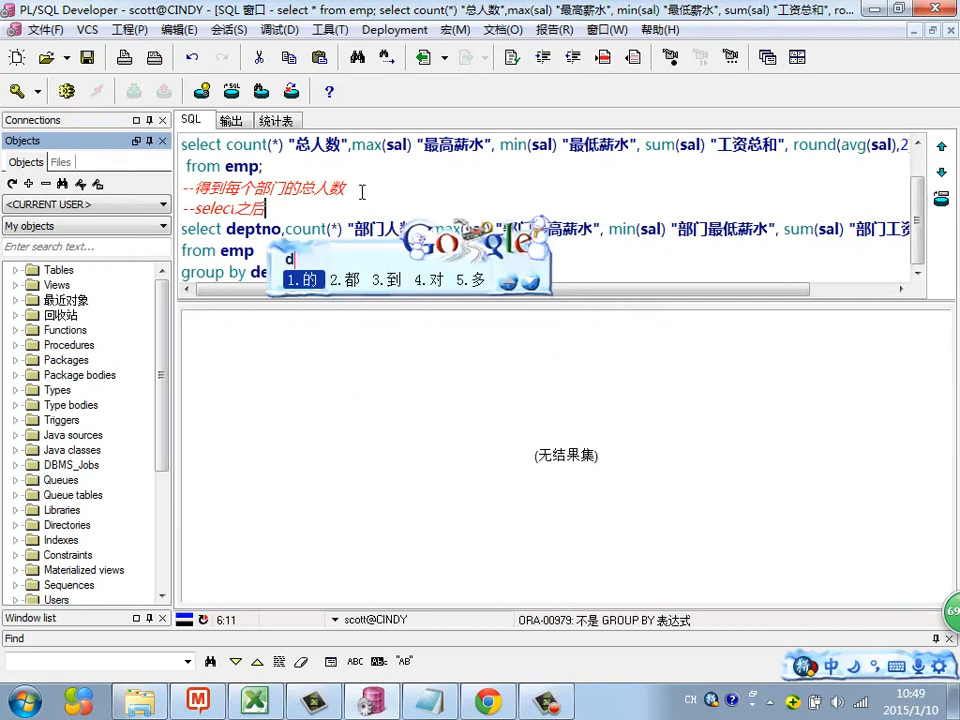 PL/SQL Developer - scott@CINDY - [SQL 窗口 - select * from emp; select count(*) "总人数",max(sal) "最高薪水", min(sal) "最低薪水", sum(sal) "工资总和", ro...
文件(F) VCS 工程(P) 编辑(E) 会话(S) 调试(D) 工具(T) Deployment 宏(M) 文档(O) 报告(R) 窗口(W) 帮助(H)
Connections
Objects
Objects Files
<CURRENT USER>
My objects
Enter search text...
Tables
Views
最近对象
回收站
Functions
Procedures
Packages
Package bodies
Types
Type bodies
Triggers
Java sources
Java classes
DBMS_Jobs
Queues
Queue tables
Libraries
Directories
Indexes
Constraints
Materialized views
Sequences
Users
Window list
Find
SQL 输出 统计表
select count(*) "总人数",max(sal) "最高薪水", min(sal) "最低薪水", sum(sal) "工资总和", round(avg(sal),2
from emp;
--得到每个部门的总人数
--select之后
select deptno,count(*) "部门人 高薪水", min(sal) "部门最低薪水", sum(sal) "部门工资
from emp
group by de
Google
d
1.的 2.都 3.到 4.对 5.多
(无结果集)
6:11 scott@CINDY ORA-00979: 不是 GROUP BY 表达式
69
ABC "AB"
中
CH 10:49
2015/1/10